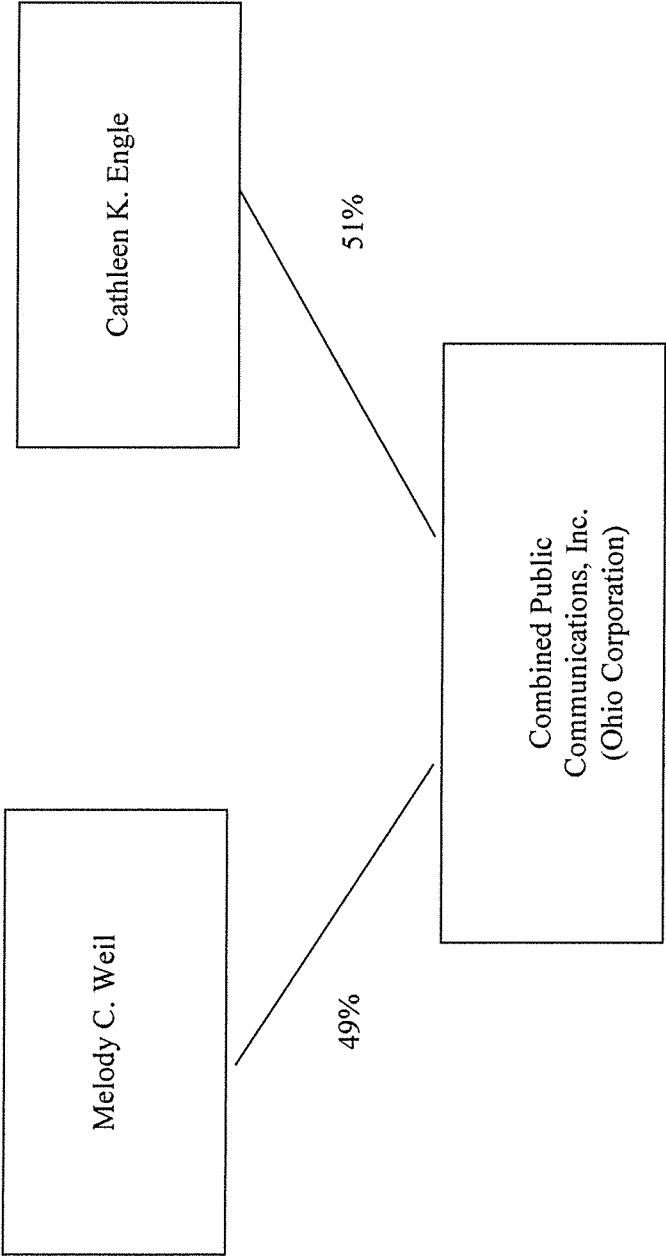 Melody C. Weil
Cathleen K. Engle
49%
51%
Combined Public
Communications, Inc.
(Ohio Corporation)